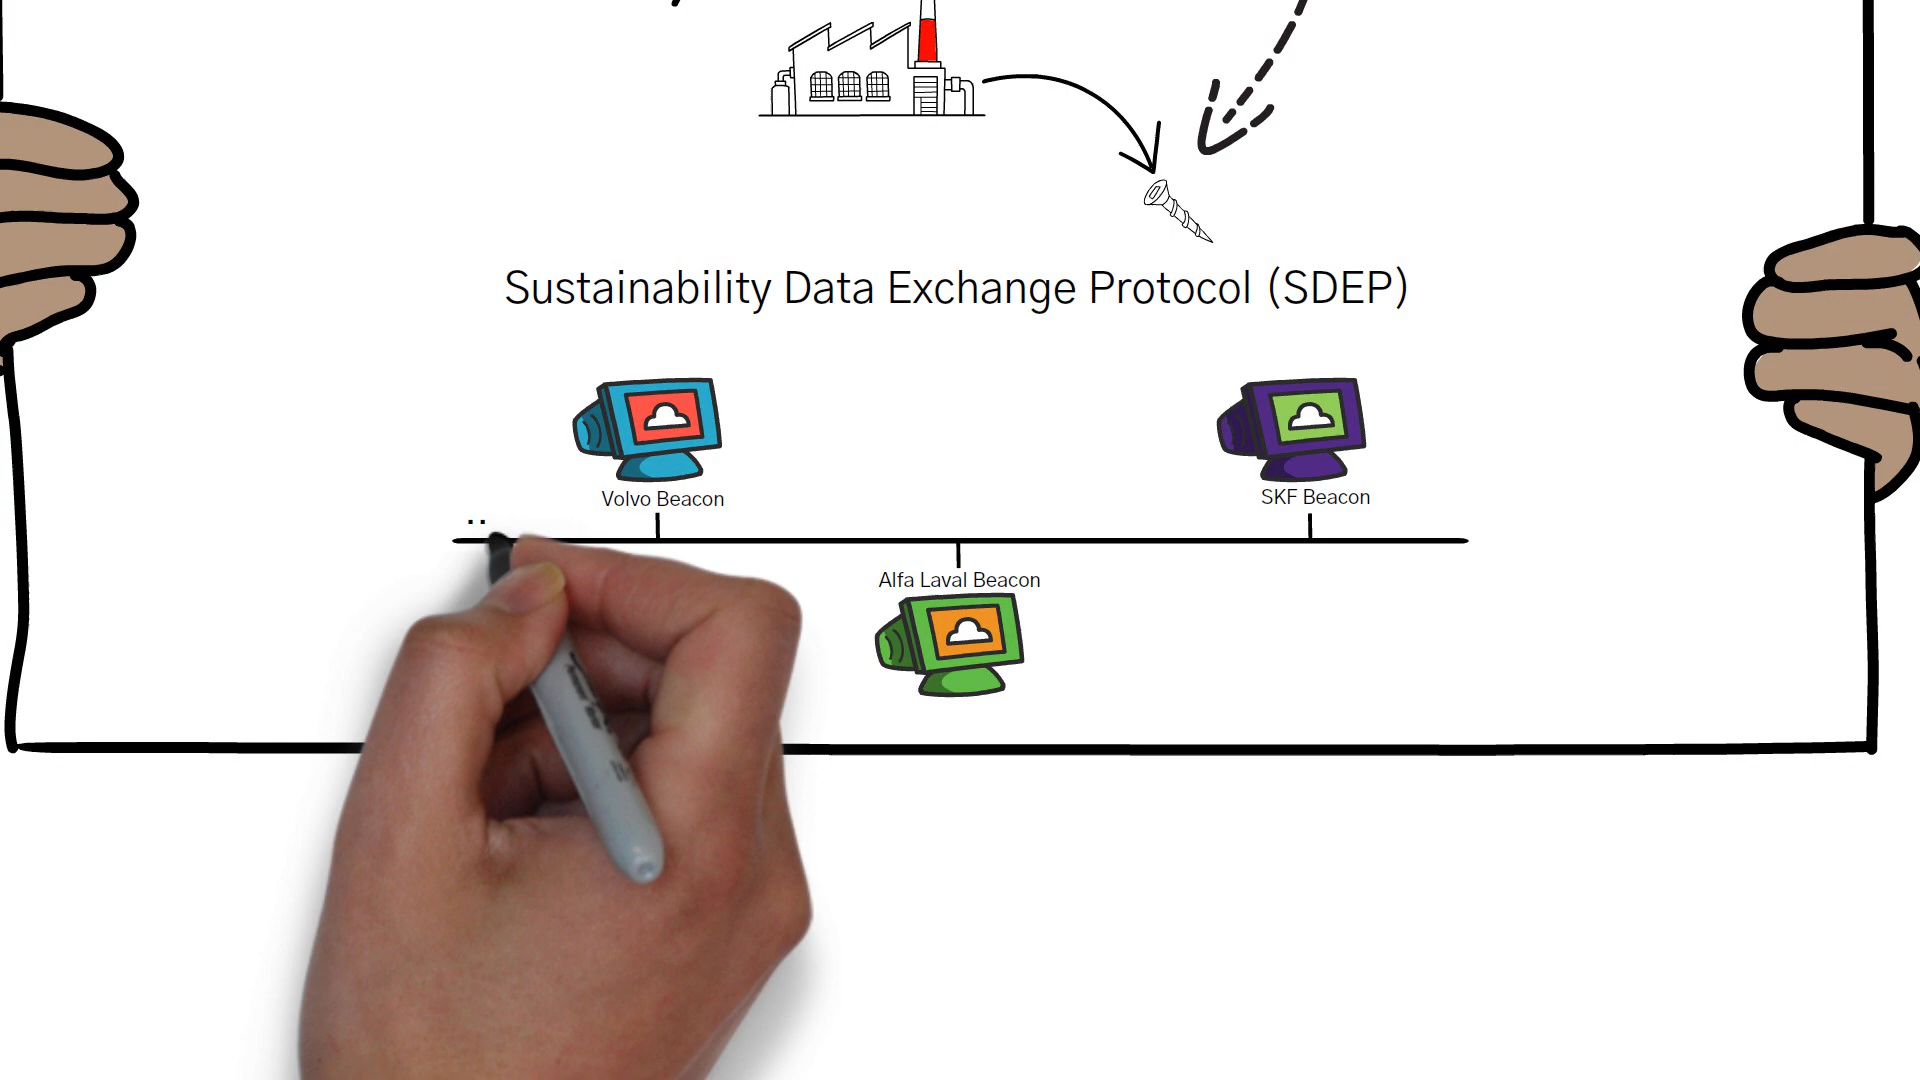 Sustainability Data Exchange Protocol (SDEP)
Volvo Beacon
SKF Beacon
..
Alfa Laval Beacon